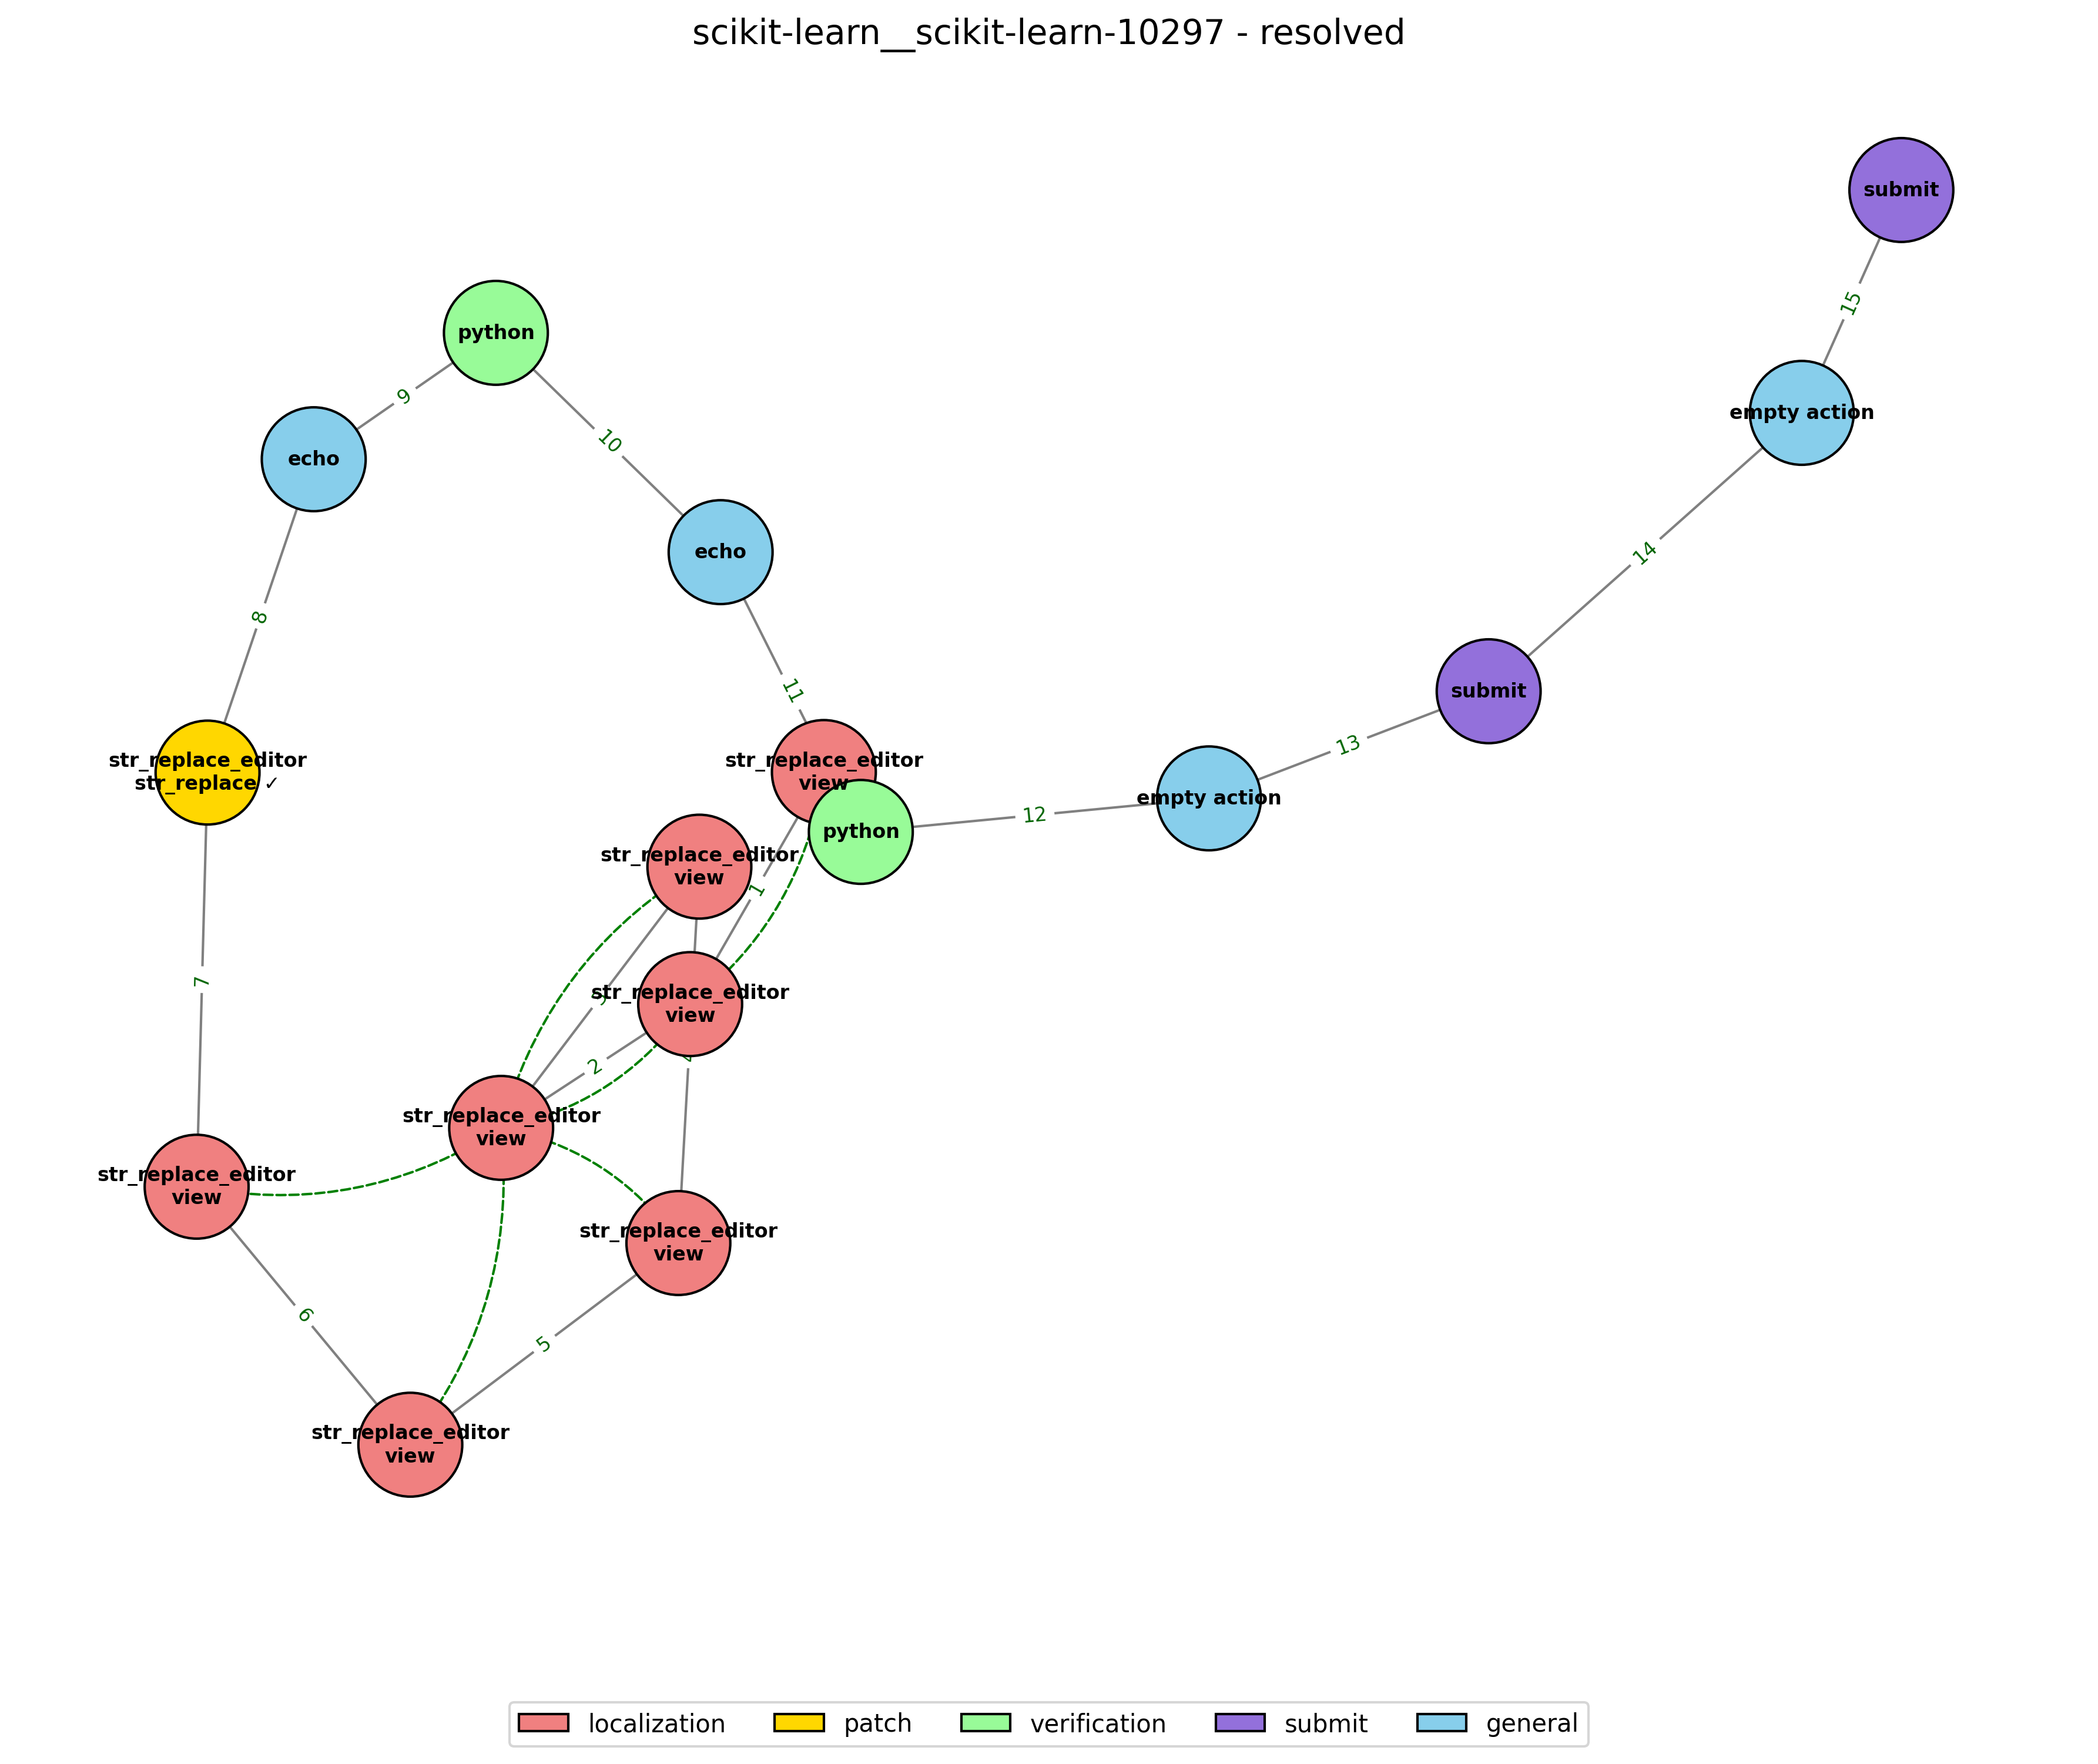 scikit-learn__scikit-learn-10297 - resolved
submit
15
python
empty action
9
echo
10
echo
14
8
submit
11
str_replace_editor
str_replace ✓
str_replace_editor
view
13
empty action
python
12
str_replace_editor
view
1
7
str_replace_editor
view
2
str_replace_editor
view
str_replace_editor
view
str_replace_editor
view
6
5
str_replace_editor
view
localization
patch
verification
submit
general